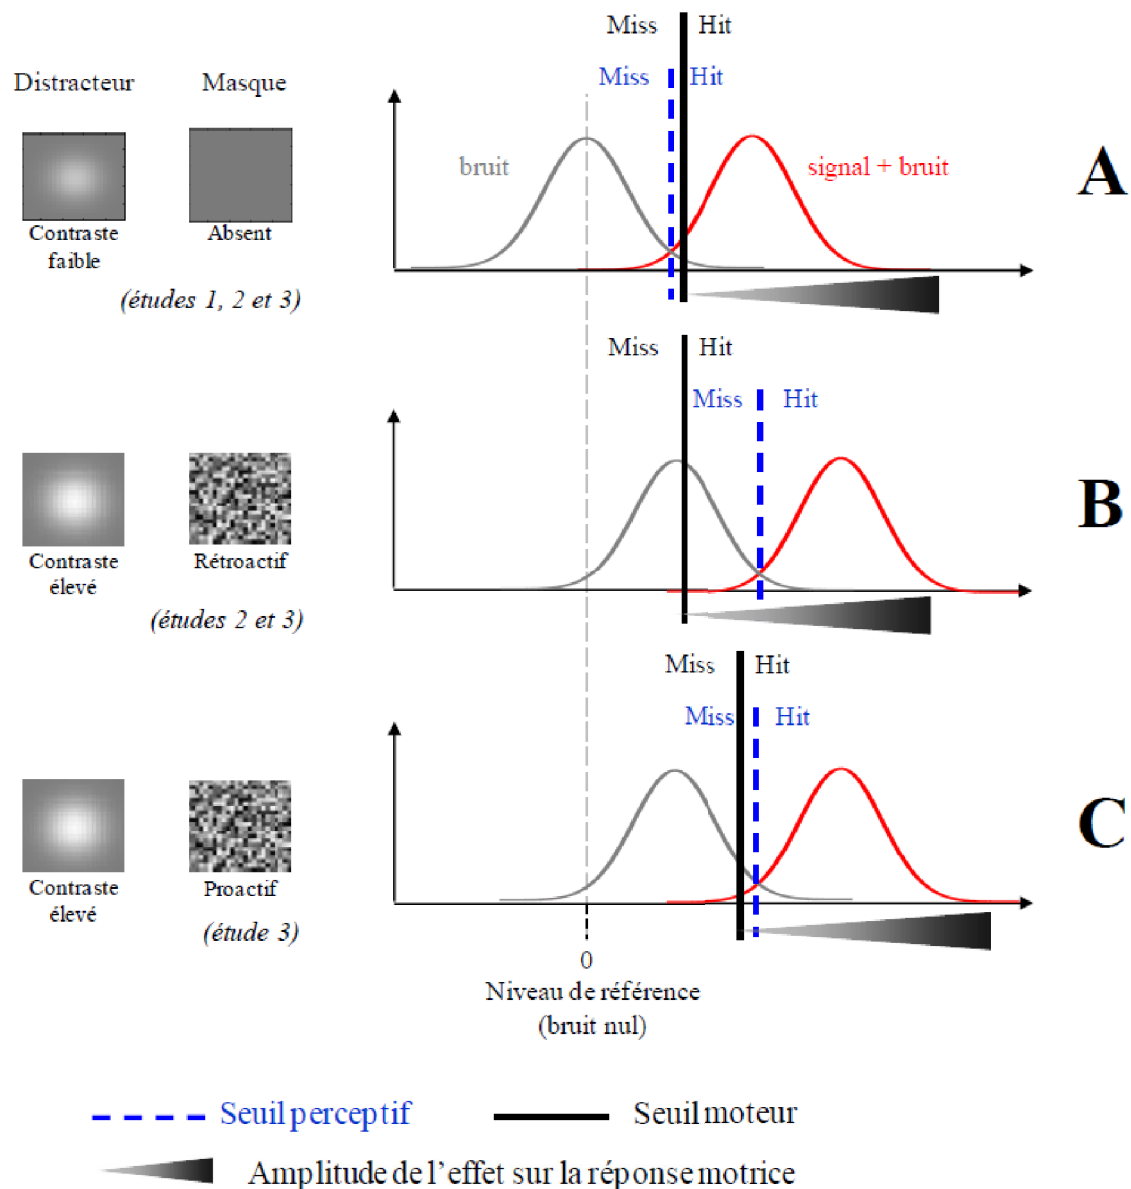 Miss Hit
Distracteur Masque
Miss Hit
bruit
signal + bruit
A
Contraste
faible
Absent
(études 1, 2 et 3)
Miss Hit
Miss Hit
B
Contraste
élevé
Rétroactif
(études 2 et 3)
Miss Hit
Miss Hit
C
Contraste
élevé
Proactif
(étude 3)
0
Niveau de référence
(bruit nul)
Seuil perceptif
Seuil moteur
Amplitude de l'effet sur la réponse motrice